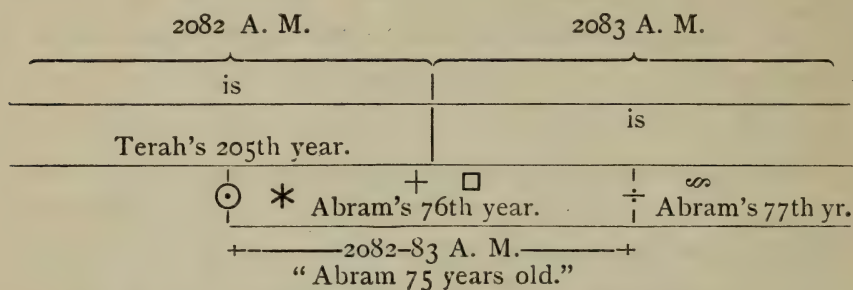 2082 A. M. 2083 A. M.
is
is
Terah's 205th year.
☉ * + □ ÷ ∽
Abram's 76th year. Abram's 77th yr.
+——2082–83 A. M.——+
“Abram 75 years old.”